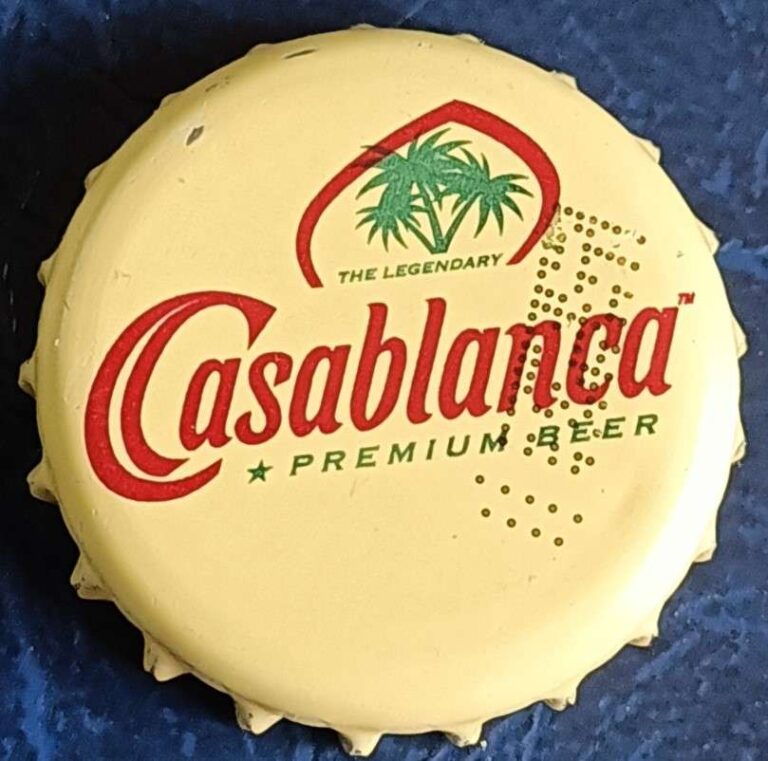 THE LEGENDARY
Casablanca™
★ PREMIUM BEER